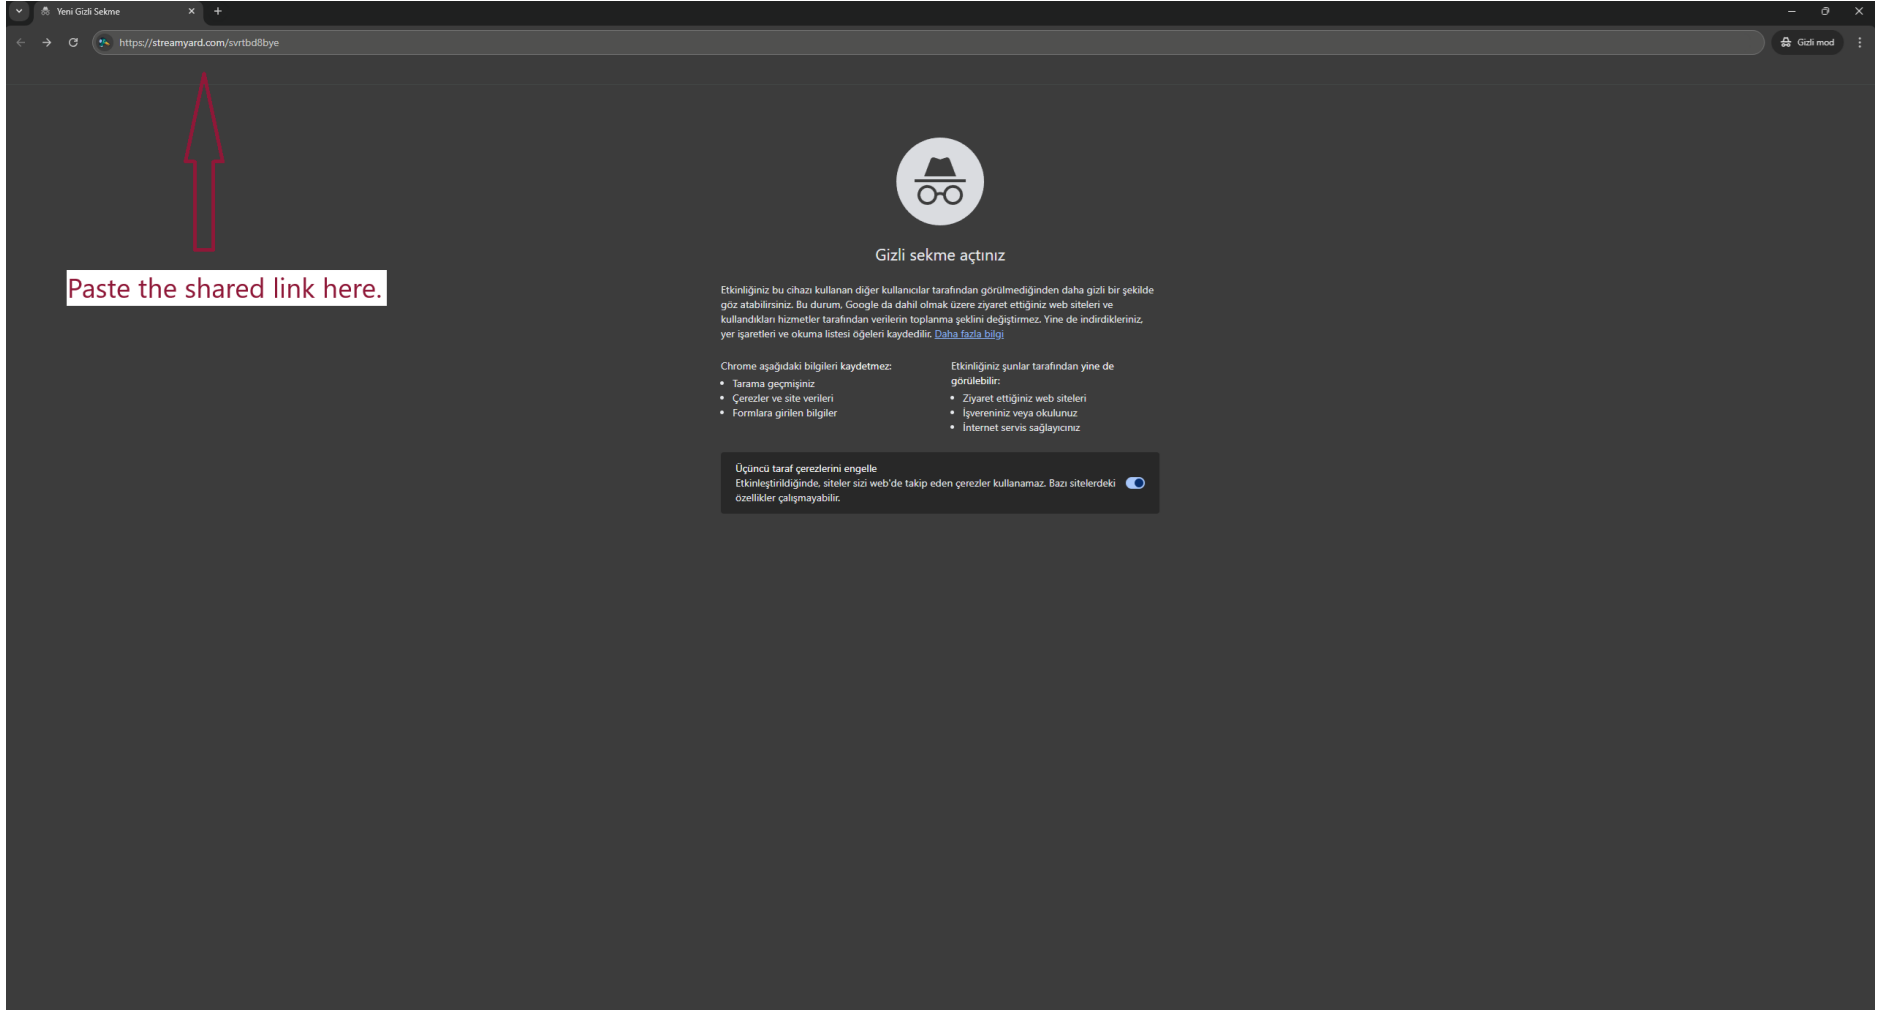 Yeni Gizli Sekme
https://streamyard.com/svrtbd8bye
Gizli mod
Paste the shared link here.
Gizli sekme açtınız
Etkinliğiniz bu cihazı kullanan diğer kullanıcılar tarafından görülmediğinden daha gizli bir şekilde
göz atabilirsiniz. Bu durum, Google da dahil olmak üzere ziyaret ettiğiniz web siteleri ve
kullandıkları hizmetler tarafından verilerin toplanma şeklini değiştirmez. Yine de indirdikleriniz,
yer işaretleri ve okuma listesi öğeleri kaydedilir. Daha fazla bilgi
Chrome aşağıdaki bilgileri kaydetmez:
• Tarama geçmişiniz
• Çerezler ve site verileri
• Formlara girilen bilgiler
Etkinliğiniz şunlar tarafından yine de
görülebilir:
• Ziyaret ettiğiniz web siteleri
• İşvereniniz veya okulunuz
• İnternet servis sağlayıcınız
Üçüncü taraf çerezlerini engelle
Etkinleştirildiğinde, siteler sizi web'de takip eden çerezler kullanamaz. Bazı sitelerdeki
özellikler çalışmayabilir.